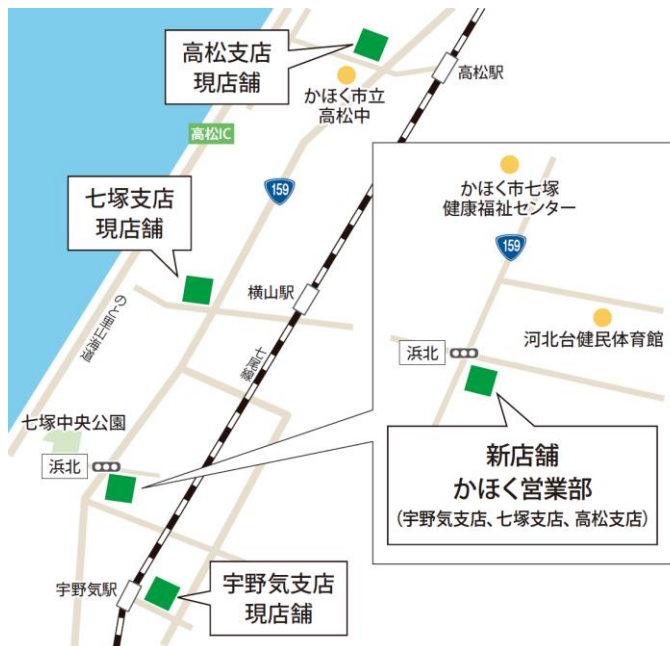 高松支店
現店舗
高松駅
かほく市立
高松中
高松IC
159
七塚支店
現店舗
かほく市七塚
健康福祉センター
159
横山駅
のと里山海道
七尾線
河北台健民体育館
浜北
七塚中央公園
浜北
新店舗
かほく営業部
(宇野気支店、七塚支店、高松支店)
宇野気駅
宇野気支店
現店舗